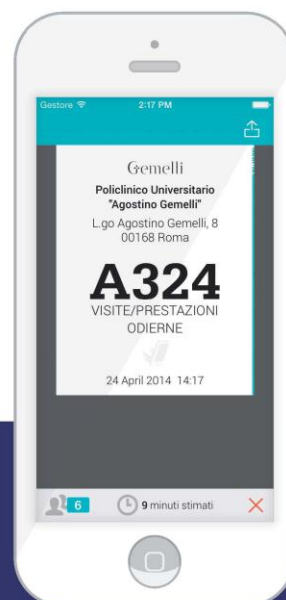 Gestore 2:17 PM
Gemelli
Policlinico Universitario
"Agostino Gemelli"
L.go Agostino Gemelli, 8
00168 Roma
A324
VISITE/PRESTAZIONI
ODIERNE
24 April 2014 14:17
6 9 minuti stimati